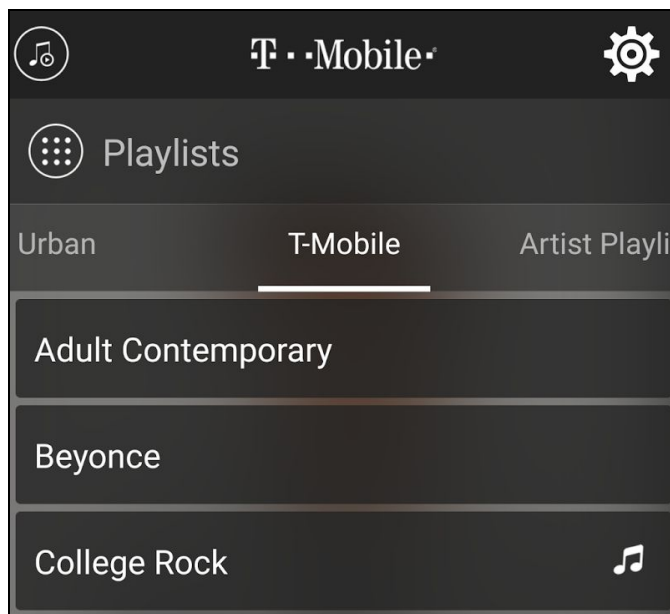 T··Mobile·
Playlists
Urban T-Mobile Artist Playli
Adult Contemporary
Beyonce
College Rock